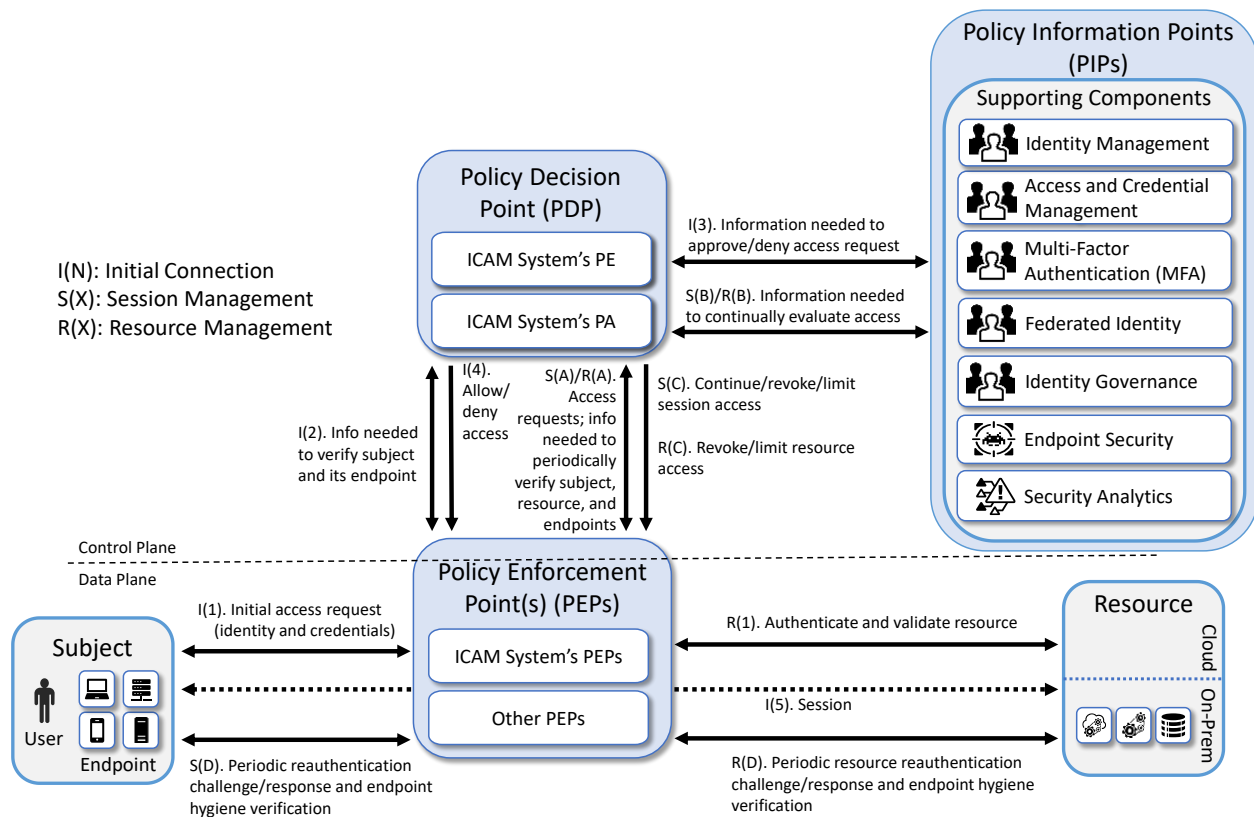 Policy Information Points
(PIPs)
Supporting Components
Identity Management
Access and Credential
Management
Multi-Factor
Authentication (MFA)
Federated Identity
Identity Governance
Endpoint Security
Security Analytics
Policy Decision
Point (PDP)
ICAM System's PE
ICAM System's PA
I(3). Information needed to
approve/deny access request
S(B)/R(B). Information needed
to continually evaluate access
I(N): Initial Connection
S(X): Session Management
R(X): Resource Management
I(2). Info needed
to verify subject
and its endpoint
I(4).
Allow/
deny
access
S(A)/R(A).
Access
requests; info
needed to
periodically
verify subject,
resource, and
endpoints
S(C). Continue/revoke/limit
session access
R(C). Revoke/limit resource
access
Control Plane
Data Plane
Policy Enforcement
Point(s) (PEPs)
ICAM System's PEPs
Other PEPs
Subject
User
Endpoint
I(1). Initial access request
(identity and credentials)
S(D). Periodic reauthentication
challenge/response and endpoint
hygiene verification
R(1). Authenticate and validate resource
I(5). Session
R(D). Periodic resource reauthentication
challenge/response and endpoint hygiene
verification
Resource
Cloud
On-Prem